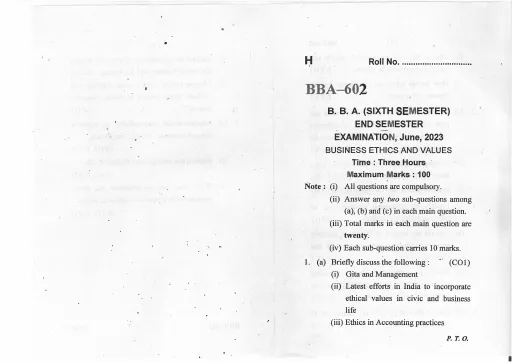 H Roll No. ..............................
BBA–602
B. B. A. (SIXTH SEMESTER)
END SEMESTER
EXAMINATION, June, 2023
BUSINESS ETHICS AND VALUES
Time : Three Hours
Maximum Marks : 100
Note : (i) All questions are compulsory.
(ii) Answer any two sub-questions among
(a), (b) and (c) in each main question.
(iii) Total marks in each main question are
twenty.
(iv) Each sub-question carries 10 marks.
1. (a) Briefly discuss the following : (CO1)
(i) Gita and Management
(ii) Latest efforts in India to incorporate
ethical values in civic and business
life
(iii) Ethics in Accounting practices
P. T. O.